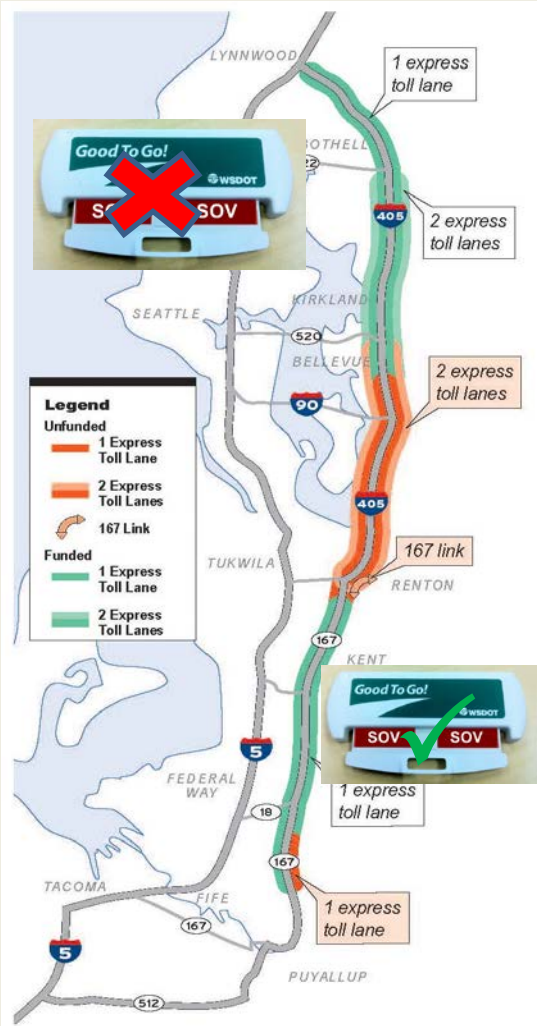 LYNNWOOD
1 express
toll lane
OTHELL
22
Good To Go!
WSDOT
SO
SOV
405
2 express
toll lanes
KIRKLAND
SEATTLE
520
BELLEVUE
2 express
toll lanes
90
Legend
Unfunded
1 Express
Toll Lane
2 Express
Toll Lanes
167 Link
Funded
1 Express
Toll Lane
2 Express
Toll Lanes
405
167 link
TUKWILA
RENTON
167
KENT
Good To Go!
WSDOT
SOV
SOV
5
1 express
toll lane
FEDERAL
WAY
18
167
TACOMA
FIFE
167
1 express
toll lane
5
PUYALLUP
512